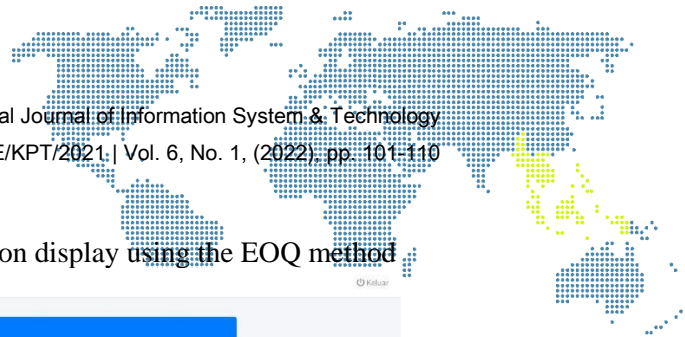 al Journal of Information System & Technology
E/KPT/2021 | Vol. 6, No. 1, (2022), pp. 101-110
on display using the EOQ method
Keluar